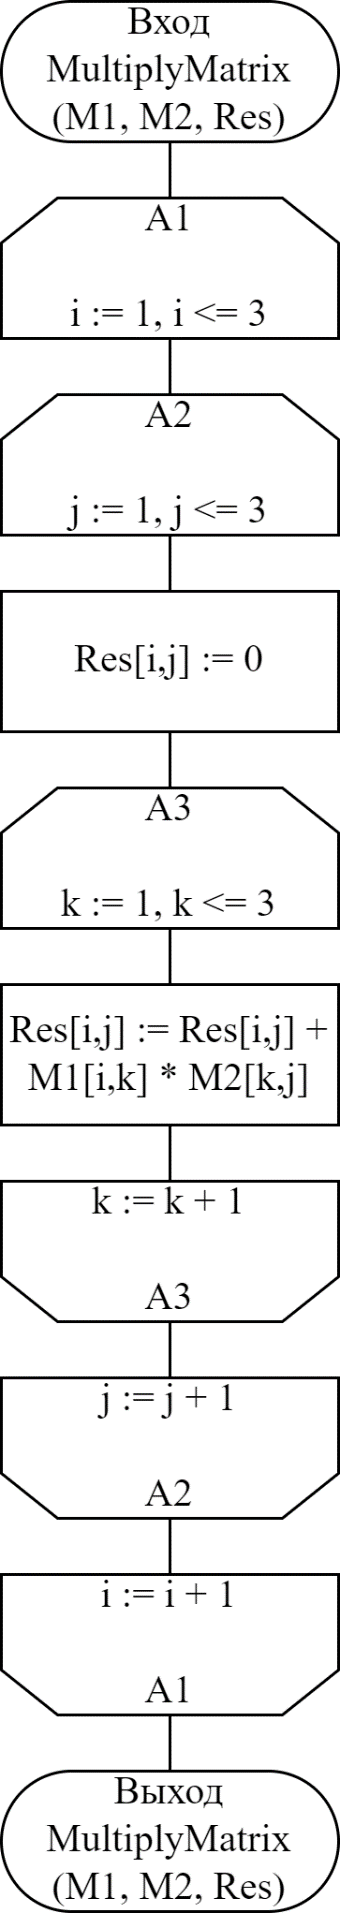 Вход
MultiplyMatrix
(M1, M2, Res)
A1
i := 1, i <= 3
A2
j := 1, j <= 3
Res[i,j] := 0
A3
k := 1, k <= 3
Res[i,j] := Res[i,j] +
M1[i,k] * M2[k,j]
k := k + 1
A3
j := j + 1
A2
i := i + 1
A1
Выход
MultiplyMatrix
(M1, M2, Res)